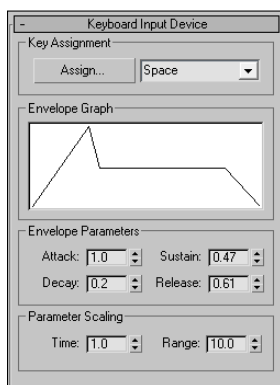 - Keyboard Input Device
Key Assignment
Assign... Space
Envelope Graph
Envelope Parameters
Attack: 1.0 Sustain: 0.47
Decay: 0.2 Release: 0.61
Parameter Scaling
Time: 1.0 Range: 10.0